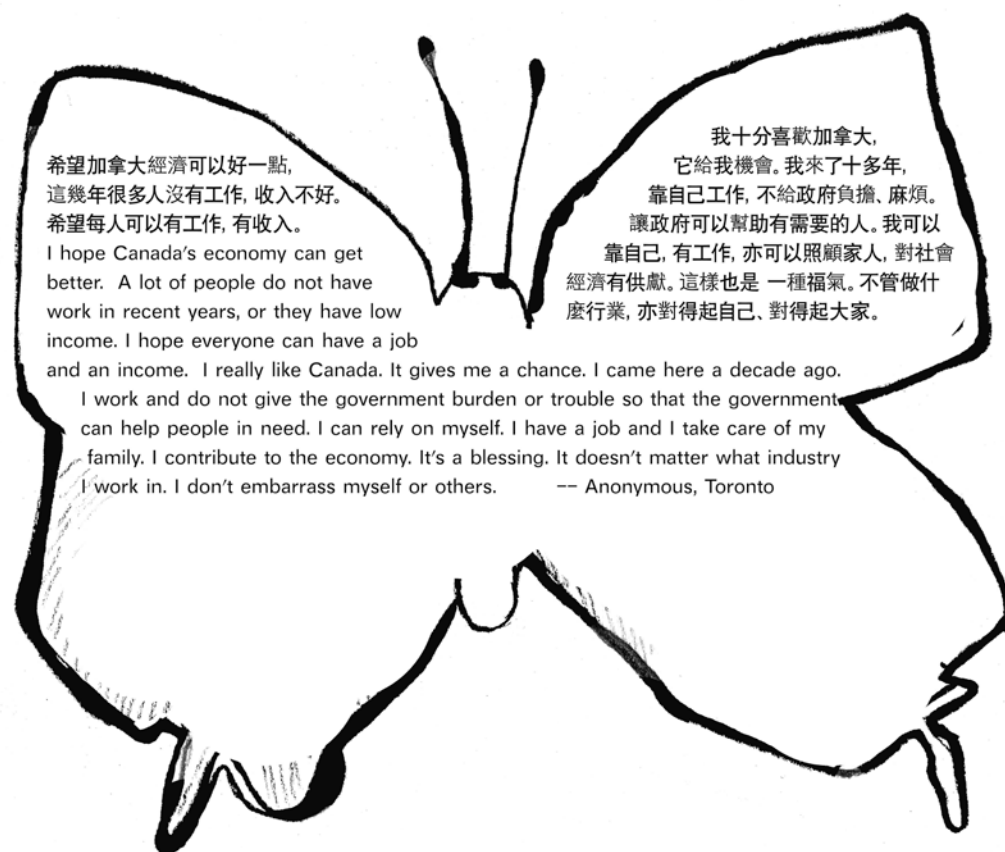 希望加拿大經濟可以好一點,
這幾年很多人沒有工作, 收入不好。
希望每人可以有工作, 有收入。
我十分喜歡加拿大,
它給我機會。我來了十多年,
靠自己工作, 不給政府負擔、麻煩。
讓政府可以幫助有需要的人。我可以
靠自己, 有工作, 亦可以照顧家人, 對社會
經濟有供獻。這樣也是 一種福氣。不管做什
麼行業, 亦對得起自己、對得起大家。
I hope Canada's economy can get
better. A lot of people do not have
work in recent years, or they have low
income. I hope everyone can have a job
and an income. I really like Canada. It gives me a chance. I came here a decade ago.
I work and do not give the government burden or trouble so that the government
can help people in need. I can rely on myself. I have a job and I take care of my
family. I contribute to the economy. It's a blessing. It doesn't matter what industry
I work in. I don't embarrass myself or others. -- Anonymous, Toronto